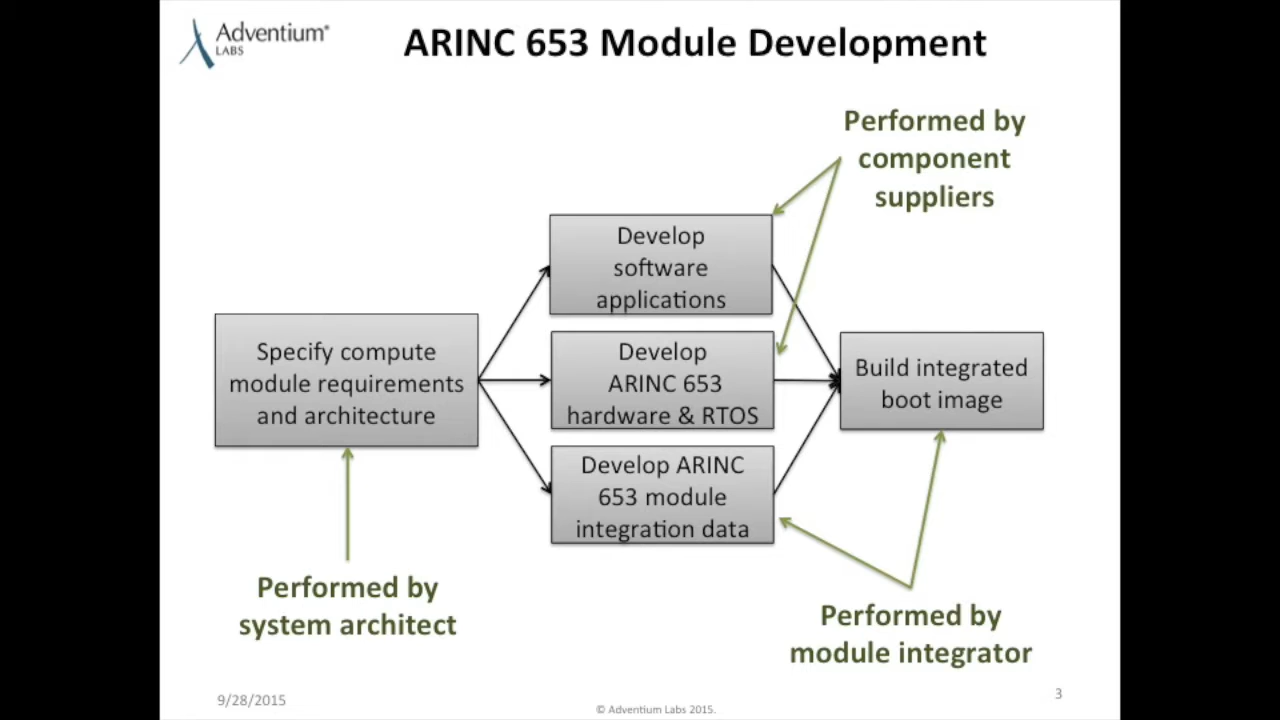 Adventium®
LABS
ARINC 653 Module Development
Performed by
component
suppliers
Develop
software
applications
Specify compute
module requirements
and architecture
Develop
ARINC 653
hardware & RTOS
Build integrated
boot image
Develop ARINC
653 module
integration data
Performed by
system architect
Performed by
module integrator
9/28/2015
© Adventium Labs 2015.
3